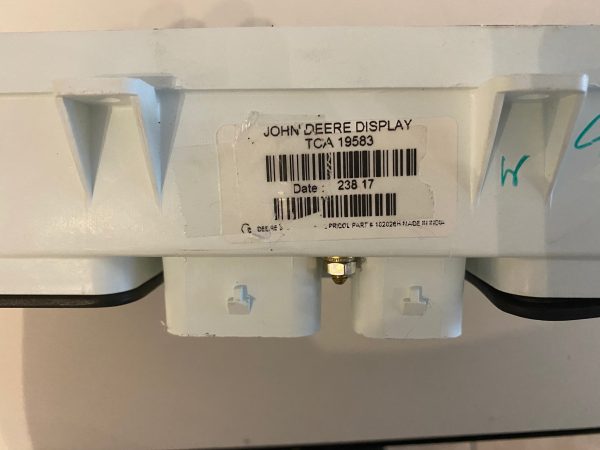 JOHN DEERE DISPLAY
TCA 19583
Date : 238 17
PRICOL PART # 102026H MADE IN INDIA
W